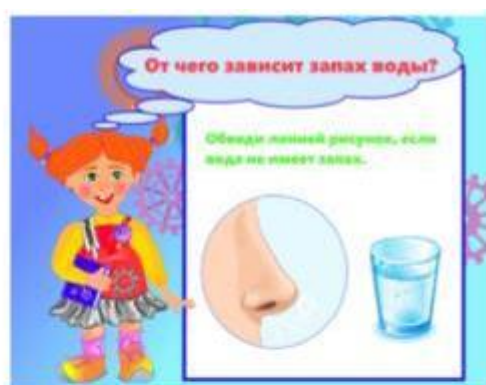 От чего зависит запах воды?
Обведи линией рисунок, если
вода не имеет запах.